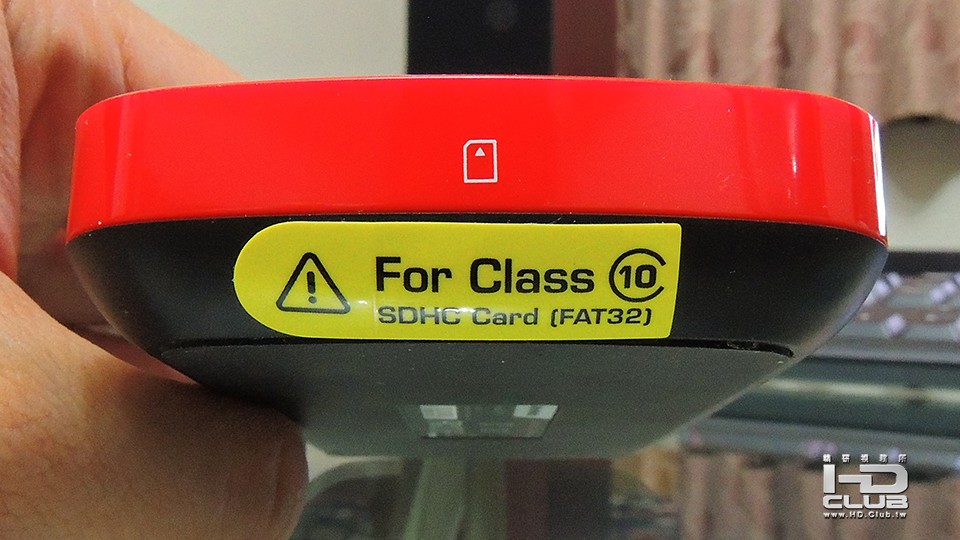 For Class 10
SDHC Card (FAT32)
精研視務所
HD
CLUB
www.HD.Club.tw